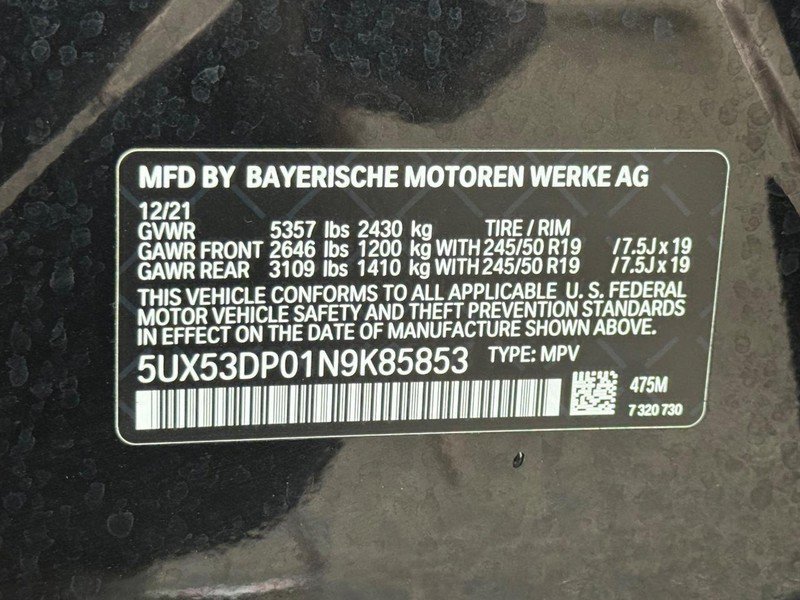 MFD BY BAYERISCHE MOTOREN WERKE AG
12/21
GVWR 5357 lbs 2430 kg TIRE / RIM
GAWR FRONT 2646 lbs 1200 kg WITH 245/50 R19 /7.5J x 19
GAWR REAR 3109 lbs 1410 kg WITH 245/50 R19 /7.5J x 19
THIS VEHICLE CONFORMS TO ALL APPLICABLE U. S. FEDERAL
MOTOR VEHICLE SAFETY AND THEFT PREVENTION STANDARDS
IN EFFECT ON THE DATE OF MANUFACTURE SHOWN ABOVE.
5UX53DP01N9K85853 TYPE: MPV
475M
7 320 730